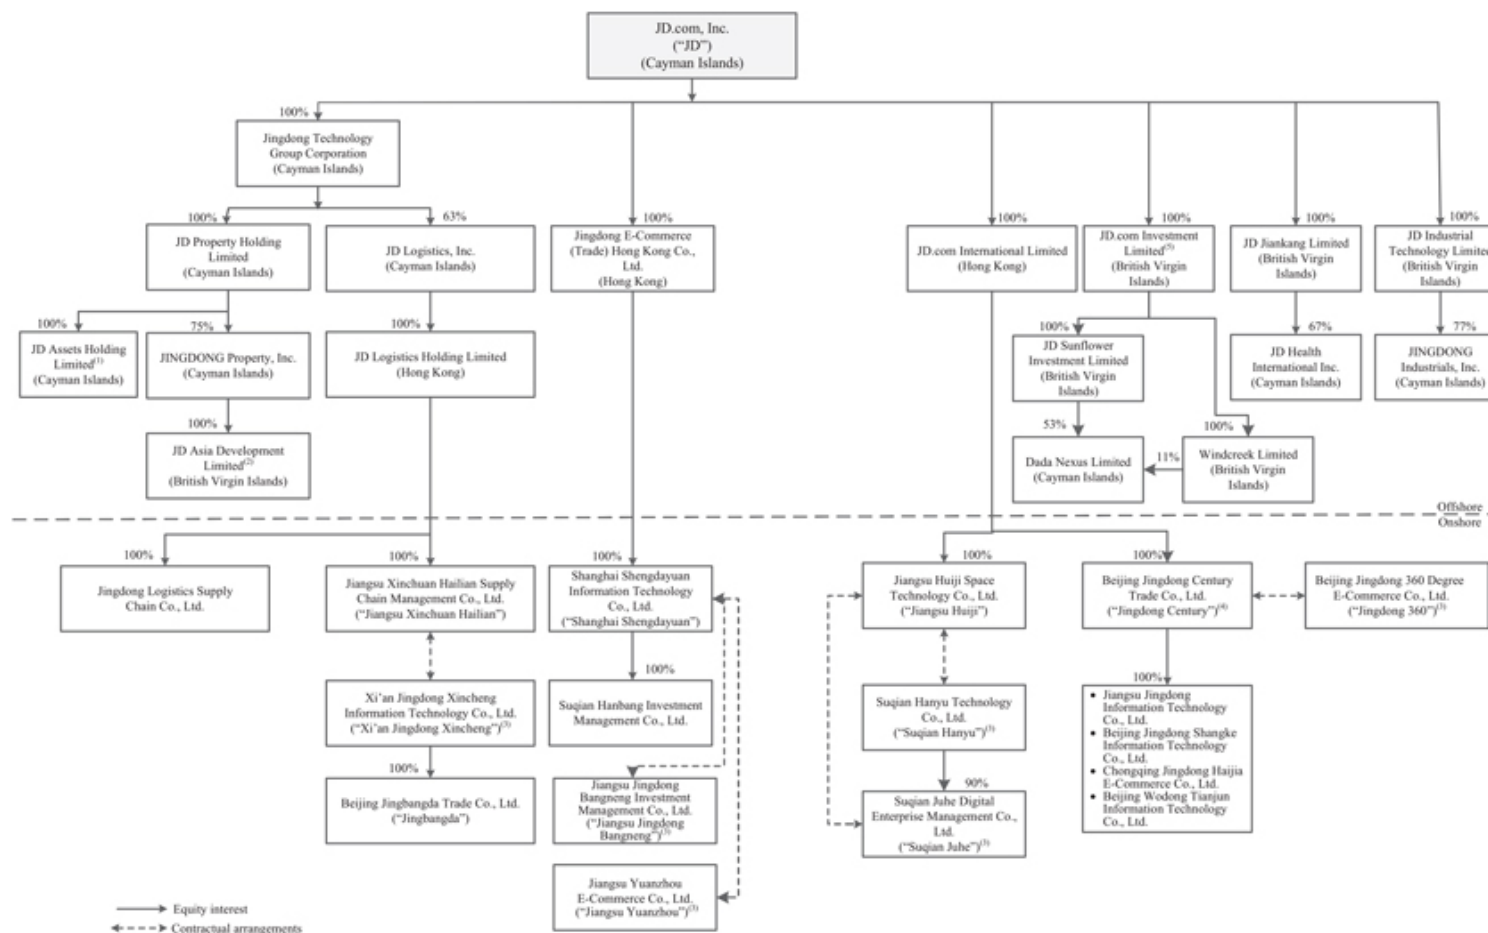 JD.com, Inc.
("JD")
(Cayman Islands)
100%
Jingdong Technology
Group Corporation
(Cayman Islands)
100%
JD Property Holding
Limited
(Cayman Islands)
63%
JD Logistics, Inc.
(Cayman Islands)
100%
Jingdong E-Commerce
(Trade) Hong Kong Co.,
Ltd.
(Hong Kong)
100%
JD.com International Limited
(Hong Kong)
100%
JD.com Investment
Limited(5)
(British Virgin
Islands)
100%
JD Jiankang Limited
(British Virgin
Islands)
100%
JD Industrial
Technology Limited
(British Virgin
Islands)
100%
JD Assets Holding
Limited(1)
(Cayman Islands)
75%
JINGDONG Property, Inc.
(Cayman Islands)
100%
JD Logistics Holding Limited
(Hong Kong)
100%
JD Sunflower
Investment Limited
(British Virgin
Islands)
67%
JD Health
International Inc.
(Cayman Islands)
77%
JINGDONG
Industrials, Inc.
(Cayman Islands)
100%
JD Asia Development
Limited(2)
(British Virgin Islands)
53%
Dada Nexus Limited
(Cayman Islands)
11%
100%
Windcreek Limited
(British Virgin
Islands)
Offshore
Onshore
100%
Jingdong Logistics Supply
Chain Co., Ltd.
100%
Jiangsu Xinchuan Hailian Supply
Chain Management Co., Ltd.
("Jiangsu Xinchuan Hailian")
100%
Shanghai Shengdayuan
Information Technology
Co., Ltd.
("Shanghai Shengdayuan")
100%
Jiangsu Huiji Space
Technology Co., Ltd.
("Jiangsu Huiji")
100%
Beijing Jingdong Century
Trade Co., Ltd.
("Jingdong Century")(4)
Beijing Jingdong 360 Degree
E-Commerce Co., Ltd.
("Jingdong 360")(3)
Xi'an Jingdong Xincheng
Information Technology Co., Ltd.
("Xi'an Jingdong Xincheng")(3)
100%
Suqian Hanbang Investment
Management Co., Ltd.
Suqian Hanyu Technology
Co., Ltd.
("Suqian Hanyu")(3)
100%
• Jiangsu Jingdong
Information Technology
Co., Ltd.
• Beijing Jingdong Shangke
Information Technology
Co., Ltd.
• Chongqing Jingdong Haijia
E-Commerce Co., Ltd.
• Beijing Wodong Tianjun
Information Technology
Co., Ltd.
100%
Beijing Jingbangda Trade Co., Ltd.
("Jingbangda")
Jiangsu Jingdong
Bangneng Investment
Management Co., Ltd.
("Jiangsu Jingdong
Bangneng")(3)
90%
Suqian Juhe Digital
Enterprise Management Co.,
Ltd.
("Suqian Juhe")(3)
Jiangsu Yuanzhou
E-Commerce Co., Ltd.
("Jiangsu Yuanzhou")(3)
Equity interest
Contractual arrangements